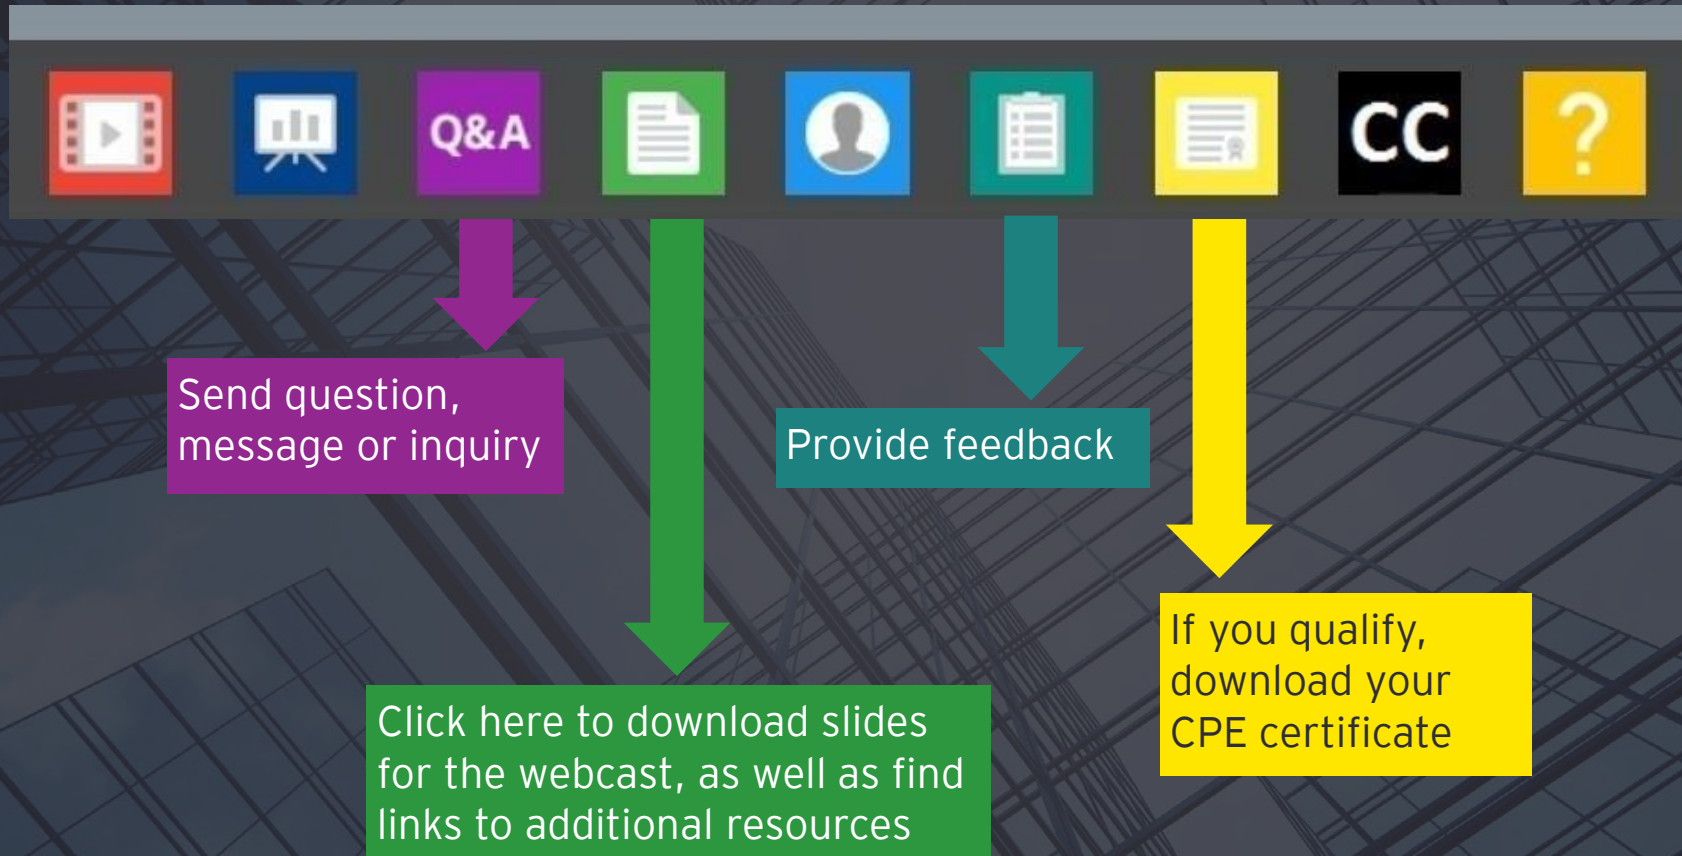 Q&A
CC
?
Send question,
message or inquiry
Provide feedback
If you qualify,
download your
CPE certificate
Click here to download slides
for the webcast, as well as find
links to additional resources